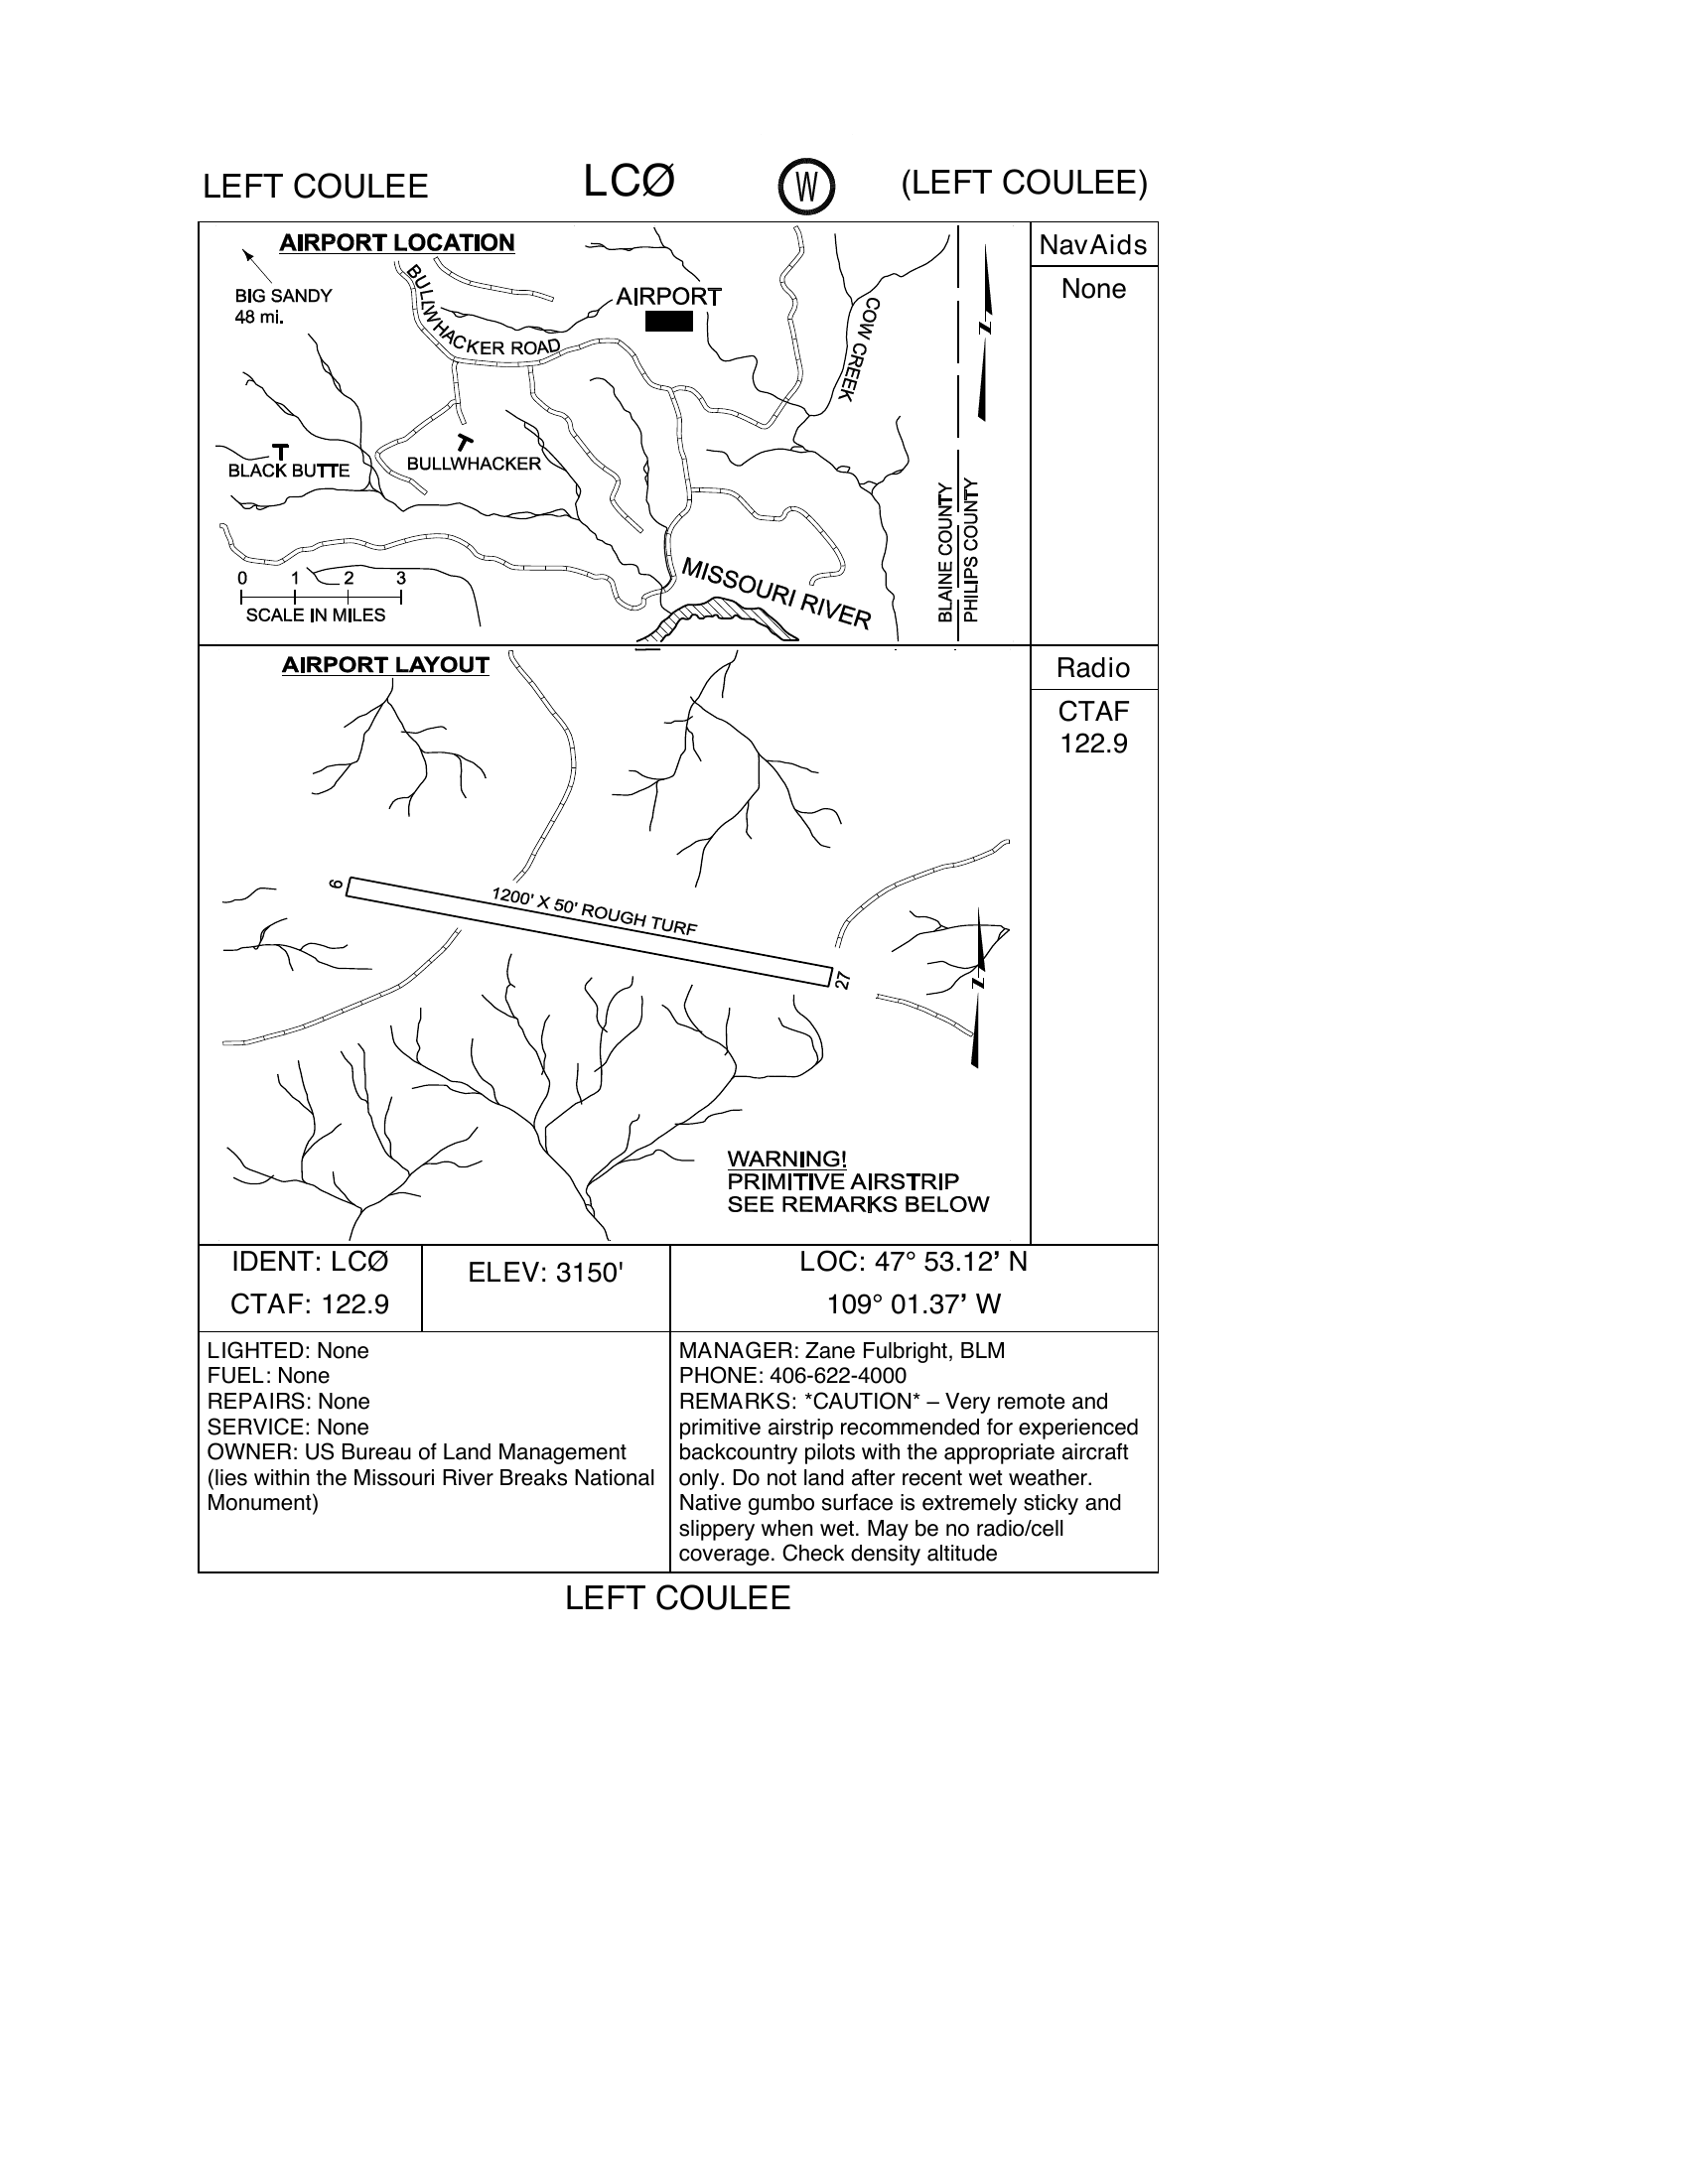 LEFT COULEE LCØ W (LEFT COULEE)
AIRPORT LOCATION
BIG SANDY
48 mi.
BULLWHACKER ROAD
AIRPORT
COW CREEK
N
BLACK BUTTE
BULLWHACKER
MISSOURI RIVER
BLAINE COUNTY
PHILIPS COUNTY
0 1 2 3
SCALE IN MILES
NavAids
None
AIRPORT LAYOUT
9
1200' X 50' ROUGH TURF
27
N
WARNING!
PRIMITIVE AIRSTRIP
SEE REMARKS BELOW
Radio
CTAF
122.9
IDENT: LCØ
CTAF: 122.9
ELEV: 3150'
LOC: 47° 53.12’ N
109° 01.37’ W
LIGHTED: None
FUEL: None
REPAIRS: None
SERVICE: None
OWNER: US Bureau of Land Management
(lies within the Missouri River Breaks National
Monument)
MANAGER: Zane Fulbright, BLM
PHONE: 406-622-4000
REMARKS: *CAUTION* – Very remote and
primitive airstrip recommended for experienced
backcountry pilots with the appropriate aircraft
only. Do not land after recent wet weather.
Native gumbo surface is extremely sticky and
slippery when wet. May be no radio/cell
coverage. Check density altitude
LEFT COULEE